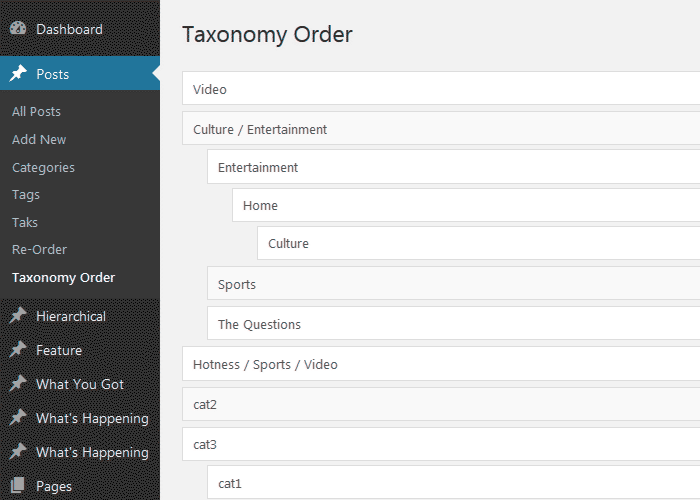 Dashboard
Posts
All Posts
Add New
Categories
Tags
Taks
Re-Order
Taxonomy Order
Hierarchical
Feature
What You Got
What's Happening
What's Happening
Pages
Taxonomy Order
Video
Culture / Entertainment
Entertainment
Home
Culture
Sports
The Questions
Hotness / Sports / Video
cat2
cat3
cat1